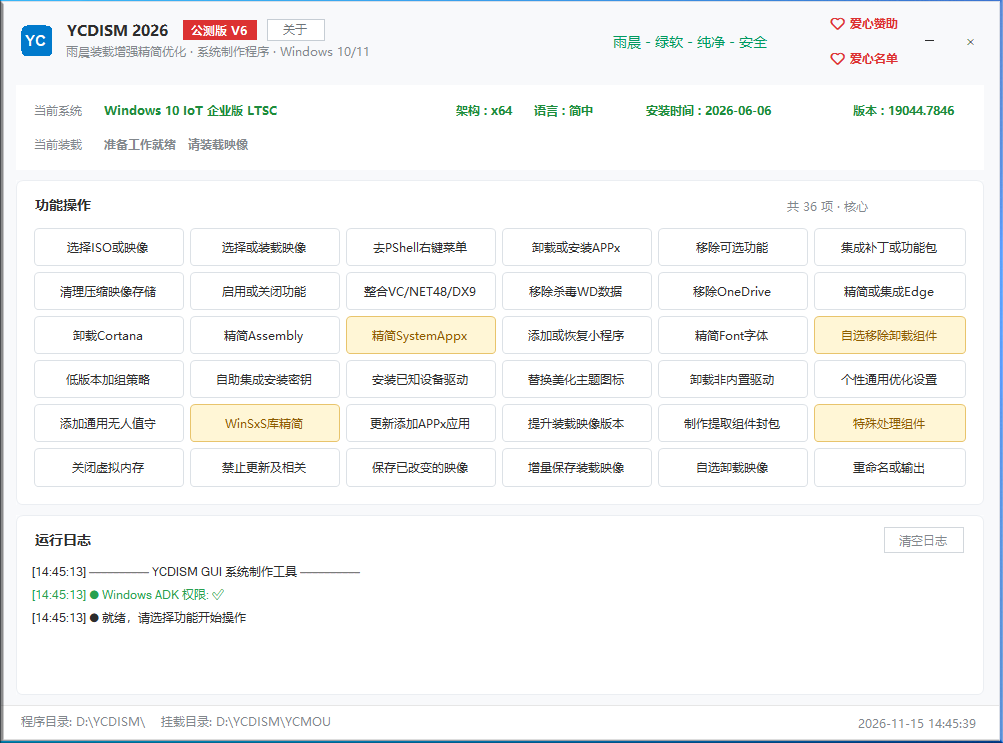 YC
YCDISM 2026 公测版 V6 关于
雨晨装载增强精简优化 · 系统制作程序 · Windows 10/11
雨晨 - 绿软 - 纯净 - 安全
爱心赞助
爱心名单
当前系统 Windows 10 IoT 企业版 LTSC 架构 : x64 语言 : 简中 安装时间 : 2026-06-06 版本 : 19044.7846
当前装载 准备工作就绪 请装载映像
功能操作 共 36 项 · 核心
选择ISO或映像 选择或装载映像 去PShell右键菜单 卸载或安装APPx 移除可选功能 集成补丁或功能包
清理压缩映像存储 启用或关闭功能 整合VC/NET48/DX9 移除杀毒WD数据 移除OneDrive 精简或集成Edge
卸载Cortana 精简Assembly 精简SystemAppx 添加或恢复小程序 精简Font字体 自选移除卸载组件
低版本加组策略 自助集成安装密钥 安装已知设备驱动 替换美化主题图标 卸载非内置驱动 个性通用优化设置
添加通用无人值守 WinSxS库精简 更新添加APPx应用 提升装载映像版本 制作提取组件封包 特殊处理组件
关闭虚拟内存 禁止更新及相关 保存已改变的映像 增量保存装载映像 自选卸载映像 重命名或输出
运行日志 清空日志
[14:45:13] ————— YCDISM GUI 系统制作工具 —————
[14:45:13] ● Windows ADK 权限: ✅
[14:45:13] ● 就绪，请选择功能开始操作
程序目录: D:\YCDISM\ 挂载目录: D:\YCDISM\YCMOU 2026-11-15 14:45:39